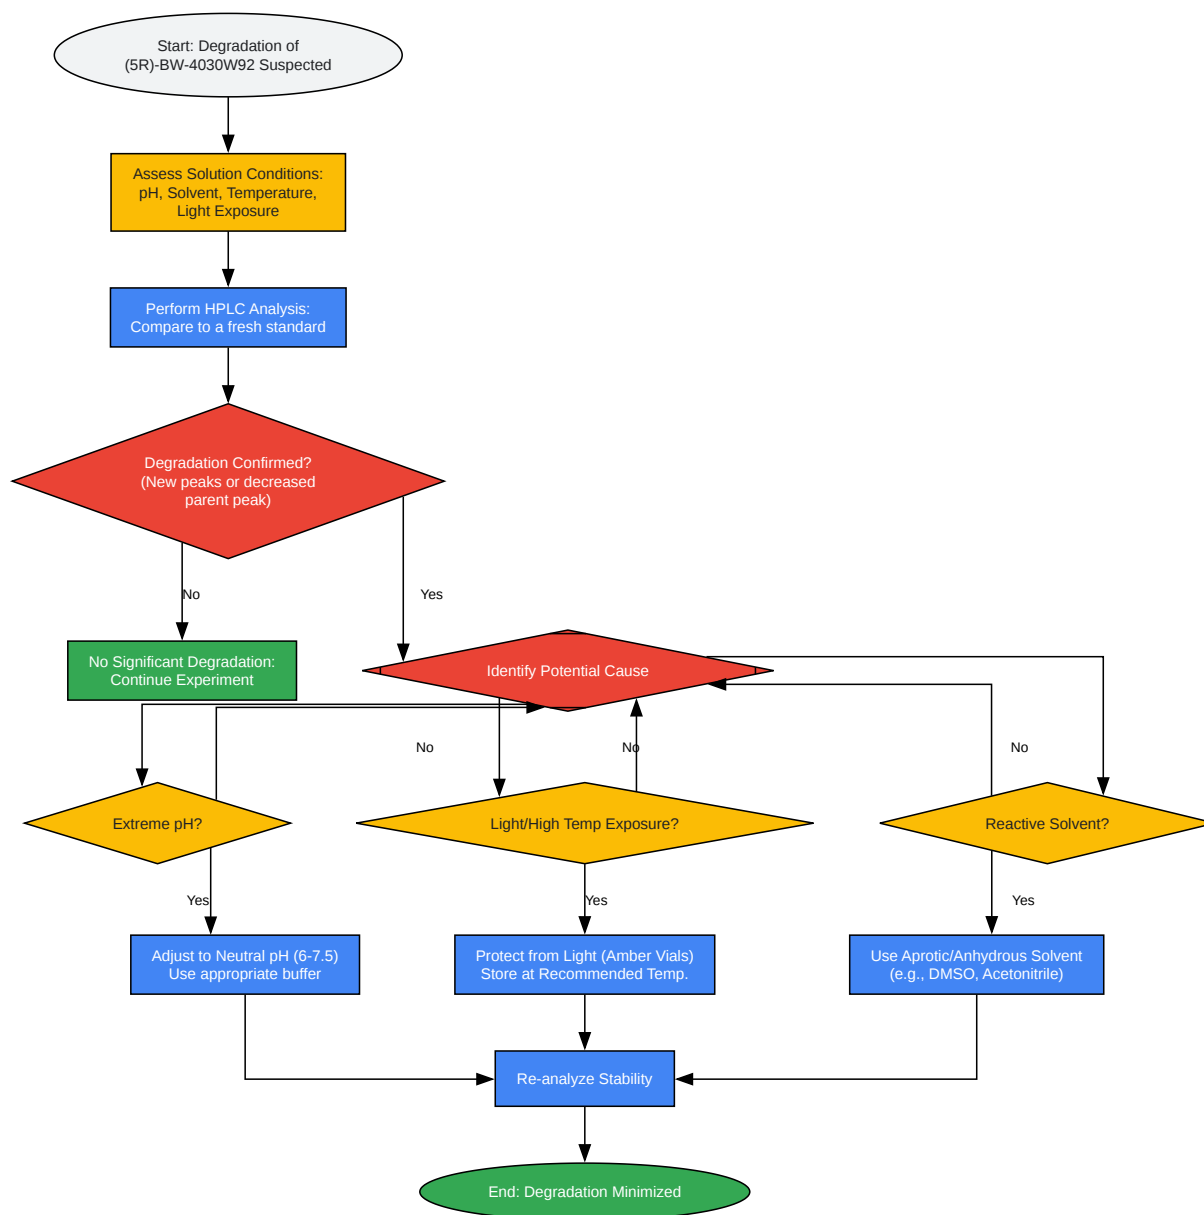 Start: Degradation of
(5R)-BW-4030W92 Suspected
Assess Solution Conditions:
pH, Solvent, Temperature,
Light Exposure
Perform HPLC Analysis:
Compare to a fresh standard
Degradation Confirmed?
(New peaks or decreased
parent peak)
No
Yes
No Significant Degradation:
Continue Experiment
Identify Potential Cause
No
No
No
Extreme pH?
Light/High Temp Exposure?
Reactive Solvent?
Yes
Yes
Yes
Adjust to Neutral pH (6-7.5)
Use appropriate buffer
Protect from Light (Amber Vials)
Store at Recommended Temp.
Use Aprotic/Anhydrous Solvent
(e.g., DMSO, Acetonitrile)
Re-analyze Stability
End: Degradation Minimized